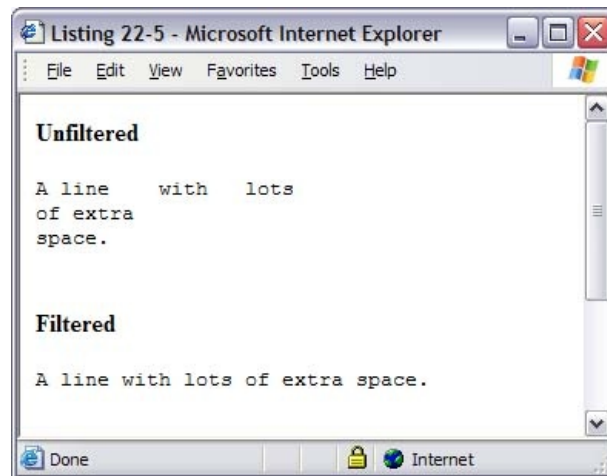 Listing 22-5 - Microsoft Internet Explorer
File Edit View Favorites Tools Help
Unfiltered
A line    with   lots
of extra
space.
Filtered
A line with lots of extra space.
Done Internet